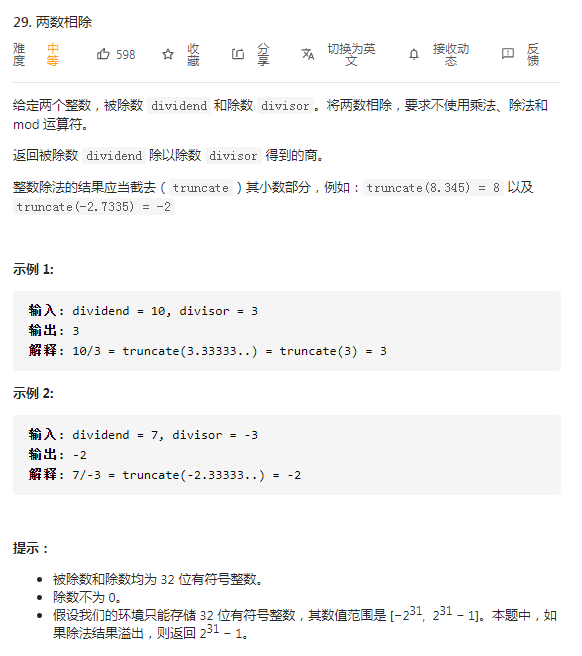 29. 两数相除
难度 中等 598 收藏 分享 切换为英文 接收动态 反馈
给定两个整数，被除数 dividend 和除数 divisor。将两数相除，要求不使用乘法、除法和
mod 运算符。
返回被除数 dividend 除以除数 divisor 得到的商。
整数除法的结果应当截去（truncate）其小数部分，例如：truncate(8.345) = 8 以及
truncate(-2.7335) = -2
示例 1:
输入: dividend = 10, divisor = 3
输出: 3
解释: 10/3 = truncate(3.33333..) = truncate(3) = 3
示例 2:
输入: dividend = 7, divisor = -3
输出: -2
解释: 7/-3 = truncate(-2.33333..) = -2
提示：
• 被除数和除数均为 32 位有符号整数。
• 除数不为 0。
• 假设我们的环境只能存储 32 位有符号整数，其数值范围是 [−2³¹, 2³¹ − 1]。本题中，如
果除法结果溢出，则返回 2³¹ − 1。